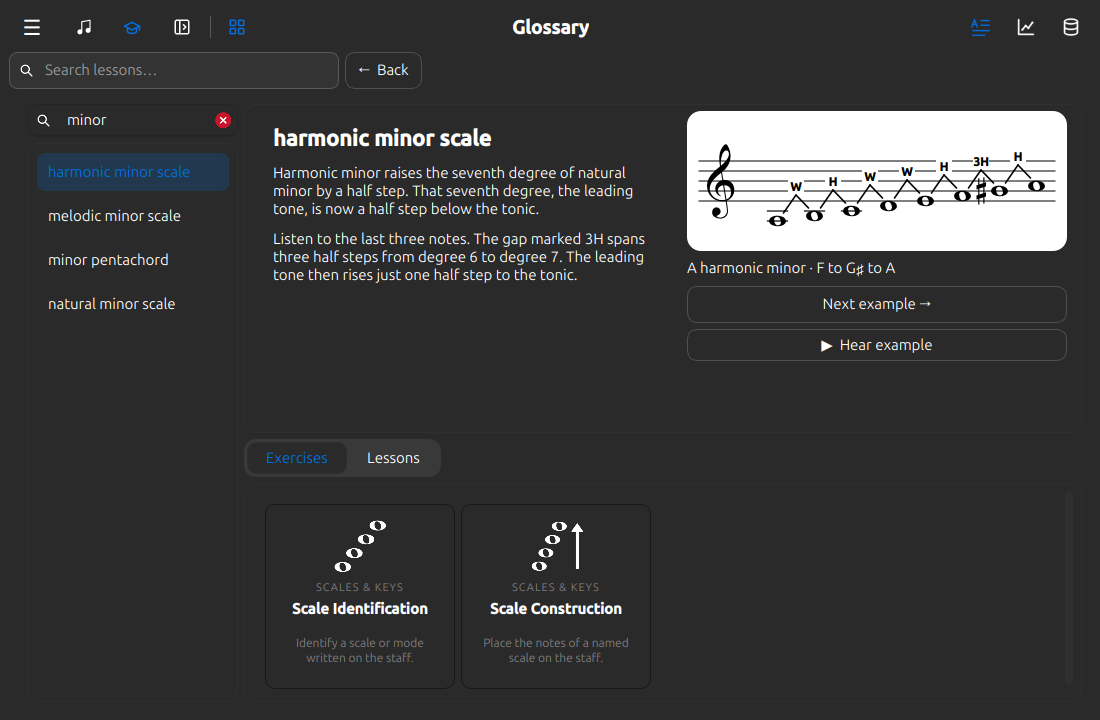 Glossary
Search lessons...
← Back
minor
harmonic minor scale
melodic minor scale
minor pentachord
natural minor scale
harmonic minor scale
Harmonic minor raises the seventh degree of natural
minor by a half step. That seventh degree, the leading
tone, is now a half step below the tonic.
Listen to the last three notes. The gap marked 3H spans
three half steps from degree 6 to degree 7. The leading
tone then rises just one half step to the tonic.
W H W W H 3H H
A harmonic minor · F to G♯ to A
Next example →
▶ Hear example
Exercises
Lessons
SCALES & KEYS
Scale Identification
Identify a scale or mode
written on the staff.
SCALES & KEYS
Scale Construction
Place the notes of a named
scale on the staff.